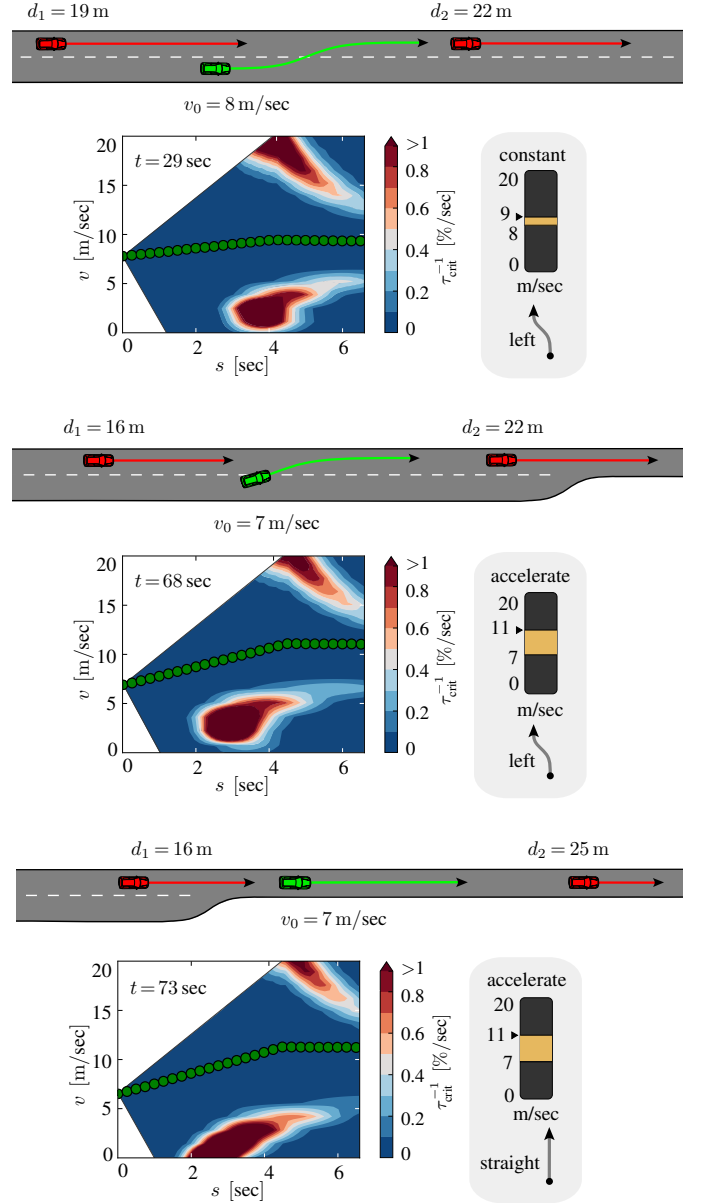 d₁ = 19 m
d₂ = 22 m
v₀ = 8 m/sec
t = 29 sec
v [m/sec]
20
15
10
5
0
0 2 4 6
s [sec]
>1
0.8
0.6
0.4
0.2
0
τ⁻¹crit [%/sec]
constant
20
9
8
0
m/sec
left
d₁ = 16 m
d₂ = 22 m
v₀ = 7 m/sec
t = 68 sec
v [m/sec]
20
15
10
5
0
0 2 4 6
s [sec]
>1
0.8
0.6
0.4
0.2
0
τ⁻¹crit [%/sec]
accelerate
20
11
7
0
m/sec
left
d₁ = 16 m
d₂ = 25 m
v₀ = 7 m/sec
t = 73 sec
v [m/sec]
20
15
10
5
0
0 2 4 6
s [sec]
>1
0.8
0.6
0.4
0.2
0
τ⁻¹crit [%/sec]
accelerate
20
11
7
0
m/sec
straight